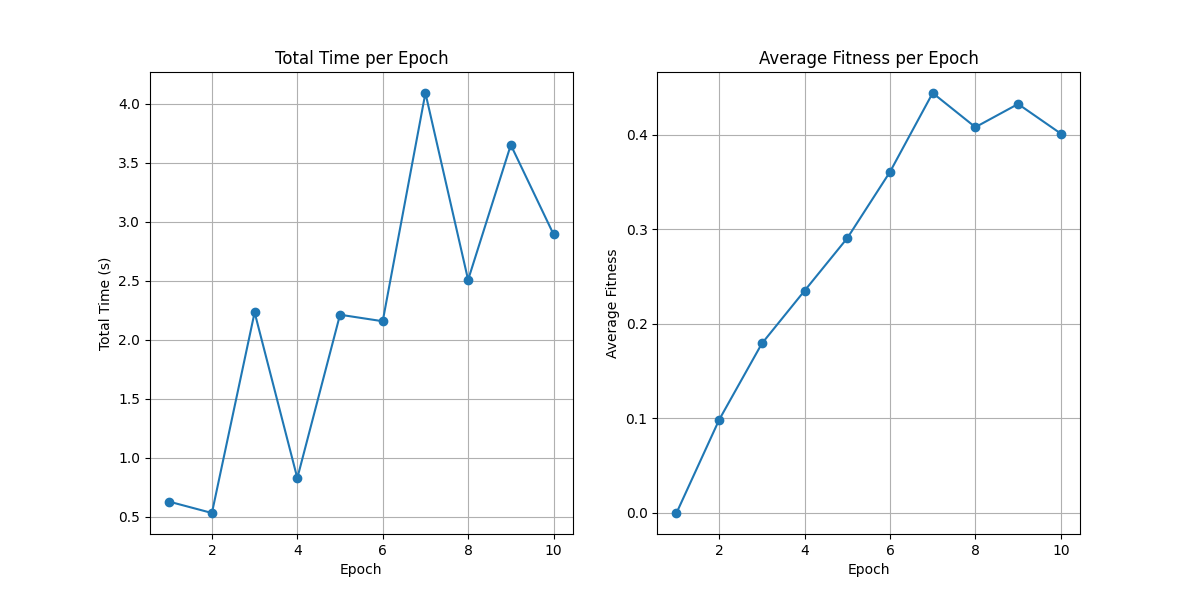 Total Time per Epoch
Total Time (s)
4.0
3.5
3.0
2.5
2.0
1.5
1.0
0.5
2 4 6 8 10
Epoch
Average Fitness per Epoch
Average Fitness
0.4
0.3
0.2
0.1
0.0
2 4 6 8 10
Epoch